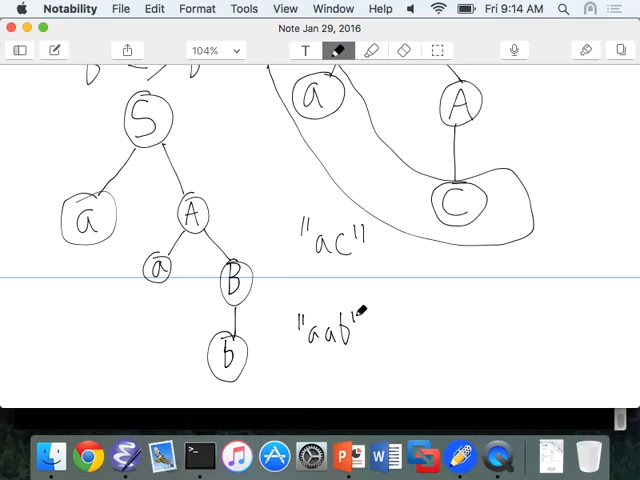 Notability File Edit Format Tools View Window Help Fri 9:14 AM
Note Jan 29, 2016
104% T
a
A
S
C
a
A
"ac"
a
B
"aab"
b